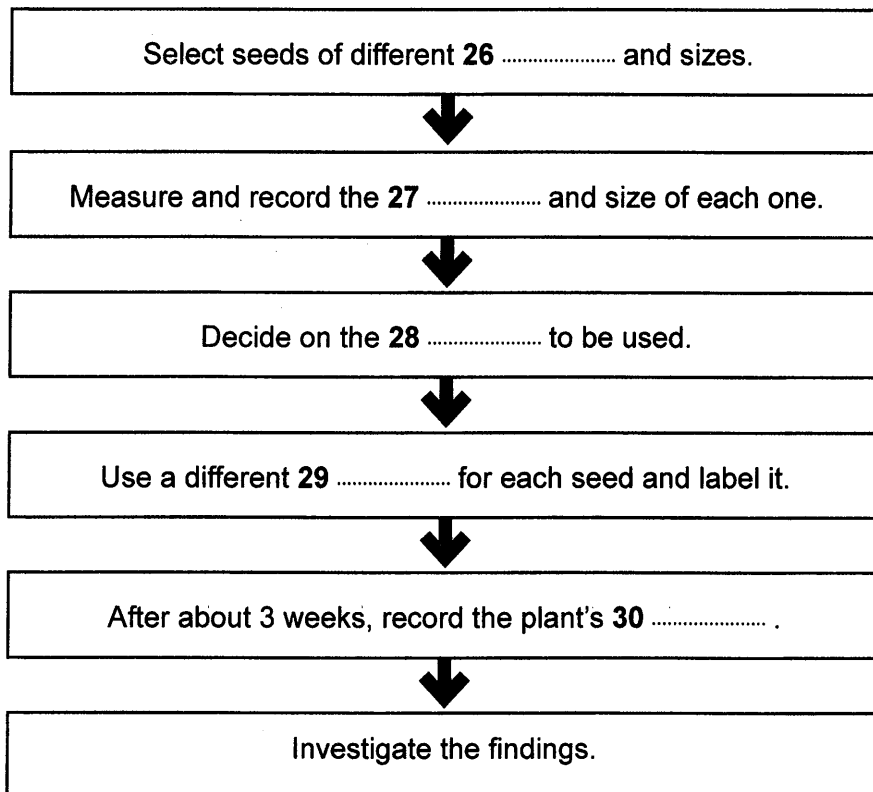 Select seeds of different 26 ...................... and sizes.
Measure and record the 27 ...................... and size of each one.
Decide on the 28 ...................... to be used.
Use a different 29 ...................... for each seed and label it.
After about 3 weeks, record the plant's 30 ...................... .
Investigate the findings.